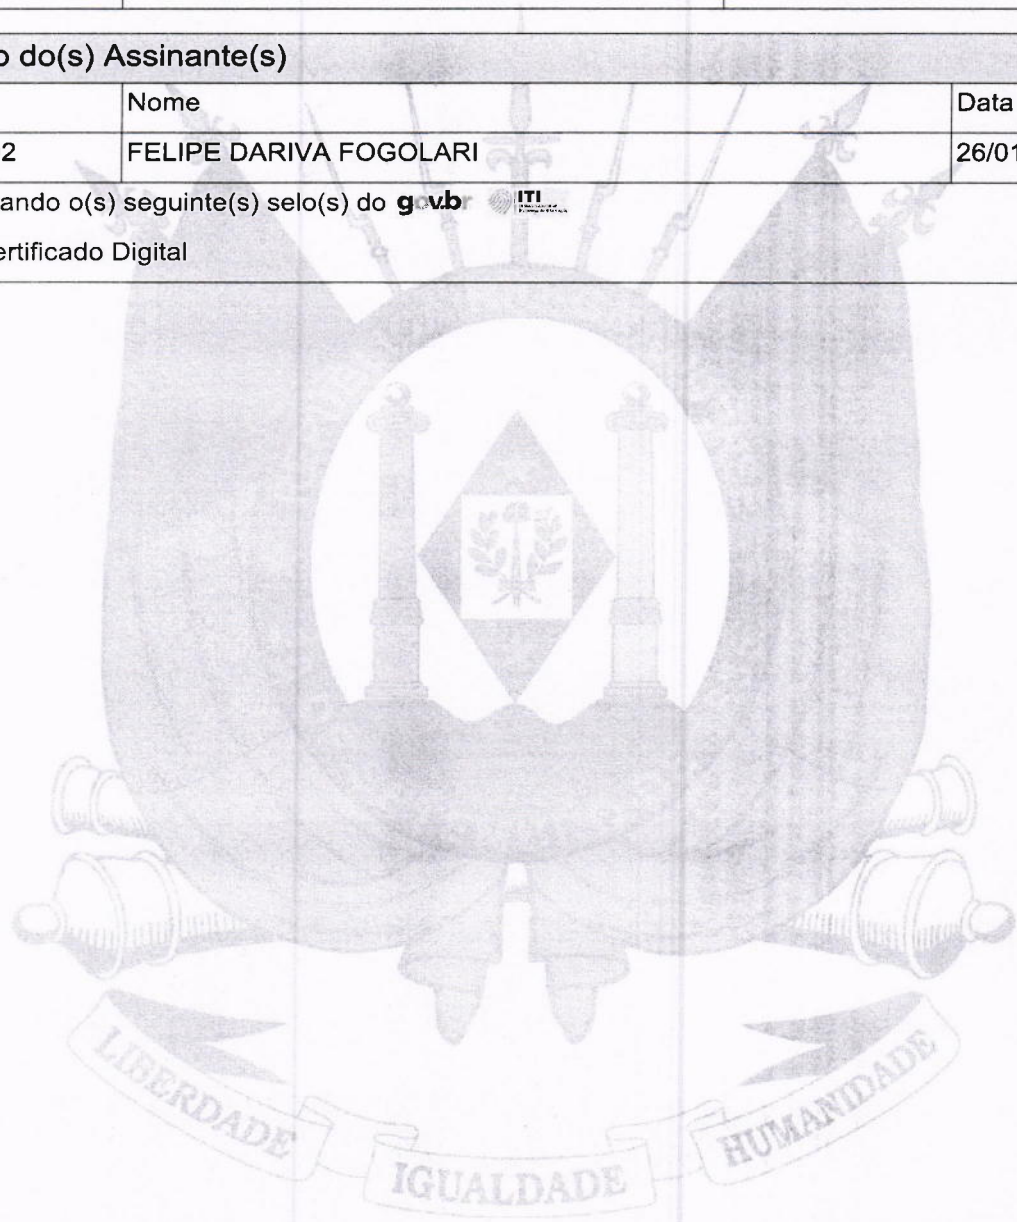 o do(s) Assinante(s)
Nome Data
2 FELIPE DARIVA FOGOLARI 26/01
ando o(s) seguinte(s) selo(s) do gov.br ITI
ertificado Digital
LIBERDADE
IGUALDADE
HUMANIDADE